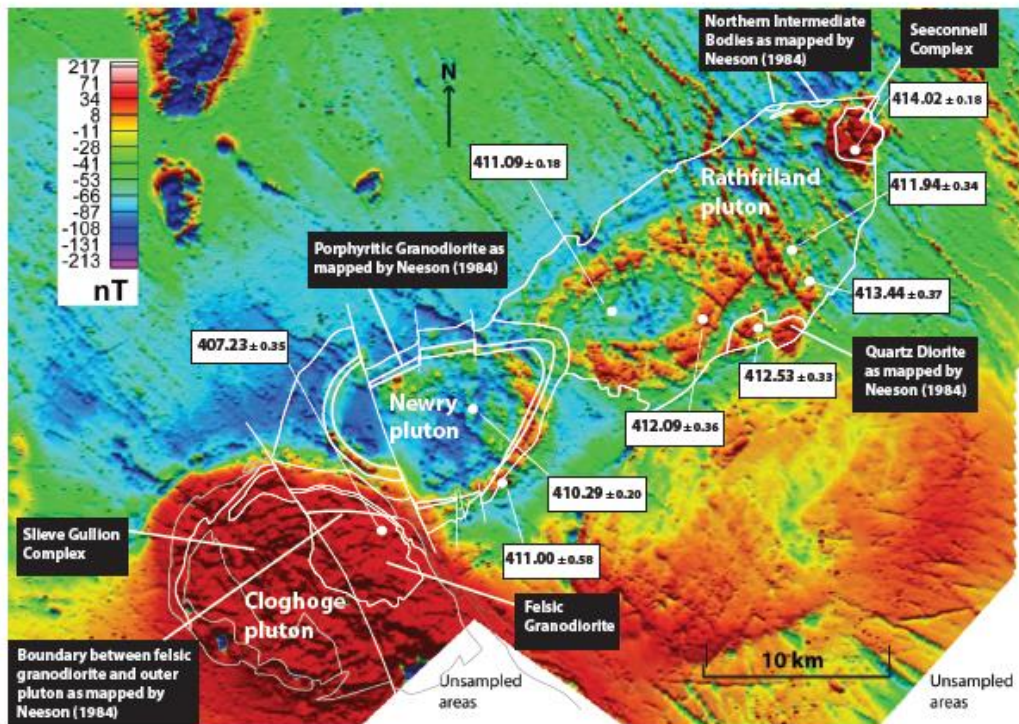 217
71
34
8
-11
-28
-41
-53
-66
-87
-108
-131
-213
nT
N
Northern Intermediate
Bodies as mapped by
Neeson (1984)
Seeconnell
Complex
414.02 ± 0.18
411.09 ± 0.18
Rathfriland
pluton
411.94 ± 0.34
Porphyritic Granodiorite as
mapped by Neeson (1984)
413.44 ± 0.37
407.23 ± 0.35
Quartz Diorite
as mapped by
Neeson (1984)
412.53 ± 0.33
Newry
pluton
412.09 ± 0.36
410.29 ± 0.20
Slieve Gullion
Complex
411.00 ± 0.58
Cloghoge
pluton
Felsic
Granodiorite
Boundary between felsic
granodiorite and outer
pluton as mapped by
Neeson (1984)
10 km
Unsampled
areas
Unsampled
areas